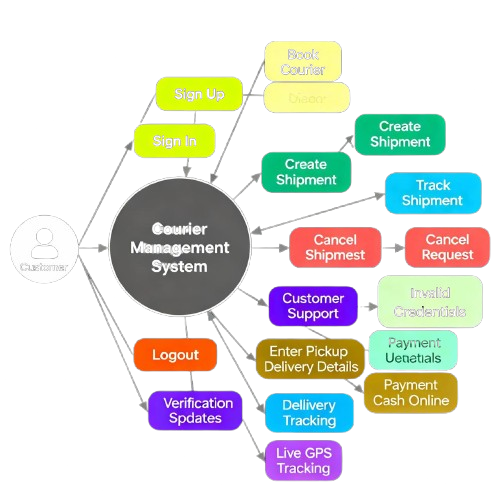 Book
Courier
Sign Up
Sign In
Create
Shipment
Create
Shipment
Track
Shipment
Customer
Courier
Management
System
Cancel
Shipmest
Cancel
Request
Customer
Support
Invalid
Credentials
Logout
Enter Pickup
Delivery Details
Payment
Payment
Cash Online
Verification
Spdates
Dellivery
Tracking
Live GPS
Tracking